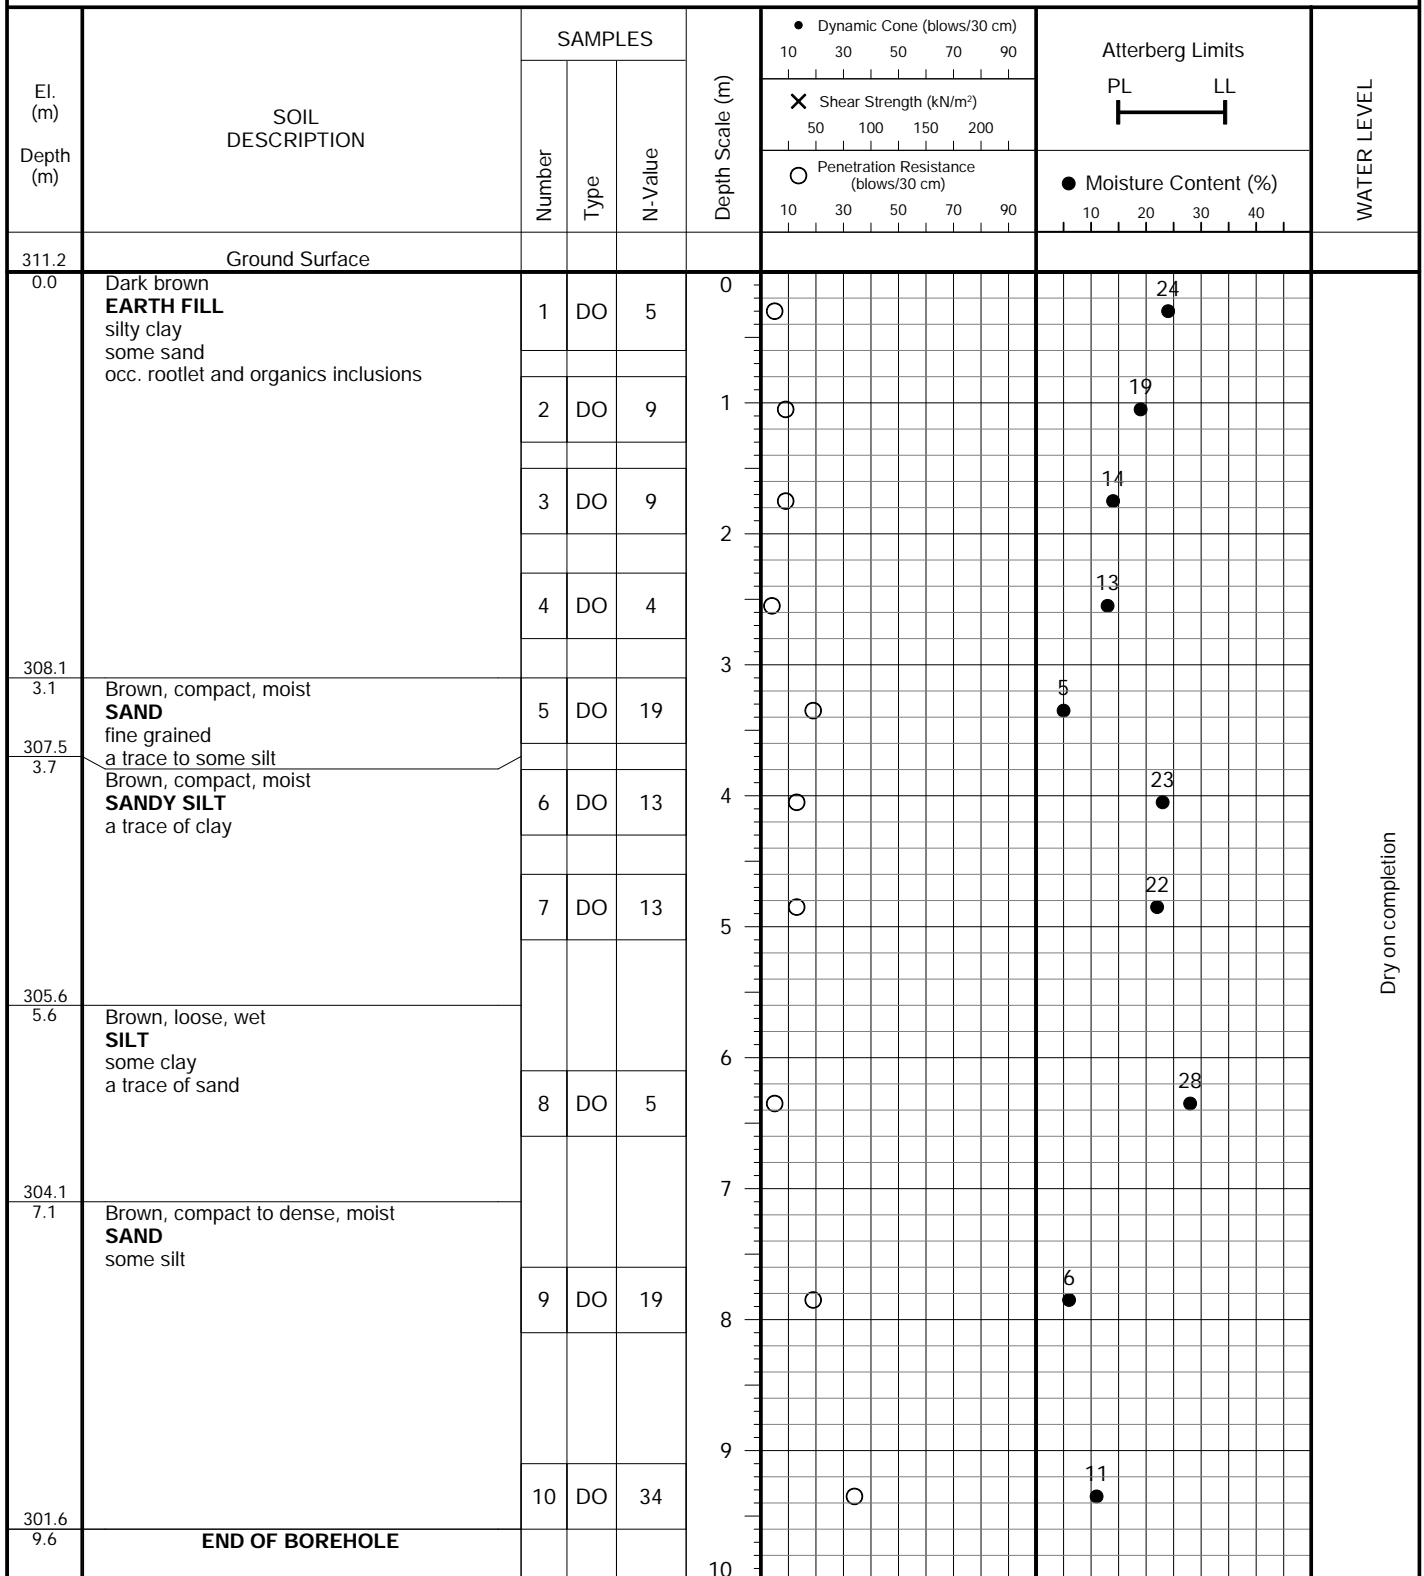 El.
(m)
Depth
(m)
SOIL
DESCRIPTION
SAMPLES
Number
Type
N-Value
Depth Scale (m)
Dynamic Cone (blows/30 cm)
10 30 50 70 90
Shear Strength (kN/m²)
50 100 150 200
Penetration Resistance
(blows/30 cm)
10 30 50 70 90
Atterberg Limits
PL LL
Moisture Content (%)
10 20 30 40
WATER LEVEL
311.2 Ground Surface
0.0 Dark brown
EARTH FILL
silty clay
some sand
occ. rootlet and organics inclusions
1 DO 5
0
24
2 DO 9
1
19
3 DO 9
14
2
4 DO 4
13
3
308.1
3.1 Brown, compact, moist
SAND
fine grained
a trace to some silt
5 DO 19
5
307.5
3.7 Brown, compact, moist
SANDY SILT
a trace of clay
6 DO 13
4
23
7 DO 13
22
5
305.6
5.6 Brown, loose, wet
SILT
some clay
a trace of sand
6
8 DO 5
28
7
304.1
7.1 Brown, compact to dense, moist
SAND
some silt
9 DO 19
6
8
9
10 DO 34
11
301.6
9.6 END OF BOREHOLE
10
Dry on completion